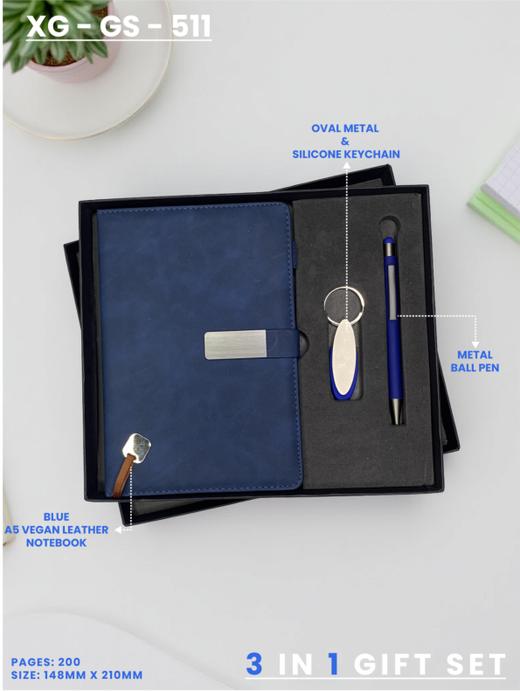 XG - GS - 511
OVAL METAL
&
SILICONE KEYCHAIN
METAL
BALL PEN
BLUE
A5 VEGAN LEATHER
NOTEBOOK
PAGES: 200
SIZE: 148MM X 210MM
3 IN 1 GIFT SET